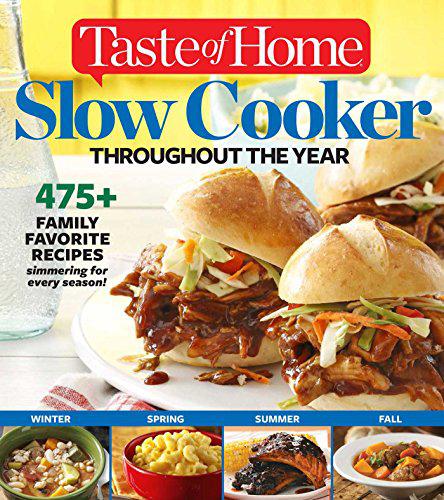 Taste of Home
Slow Cooker
THROUGHOUT THE YEAR
475+
FAMILY
FAVORITE
RECIPES
simmering for
every season!
WINTER
SPRING
SUMMER
FALL